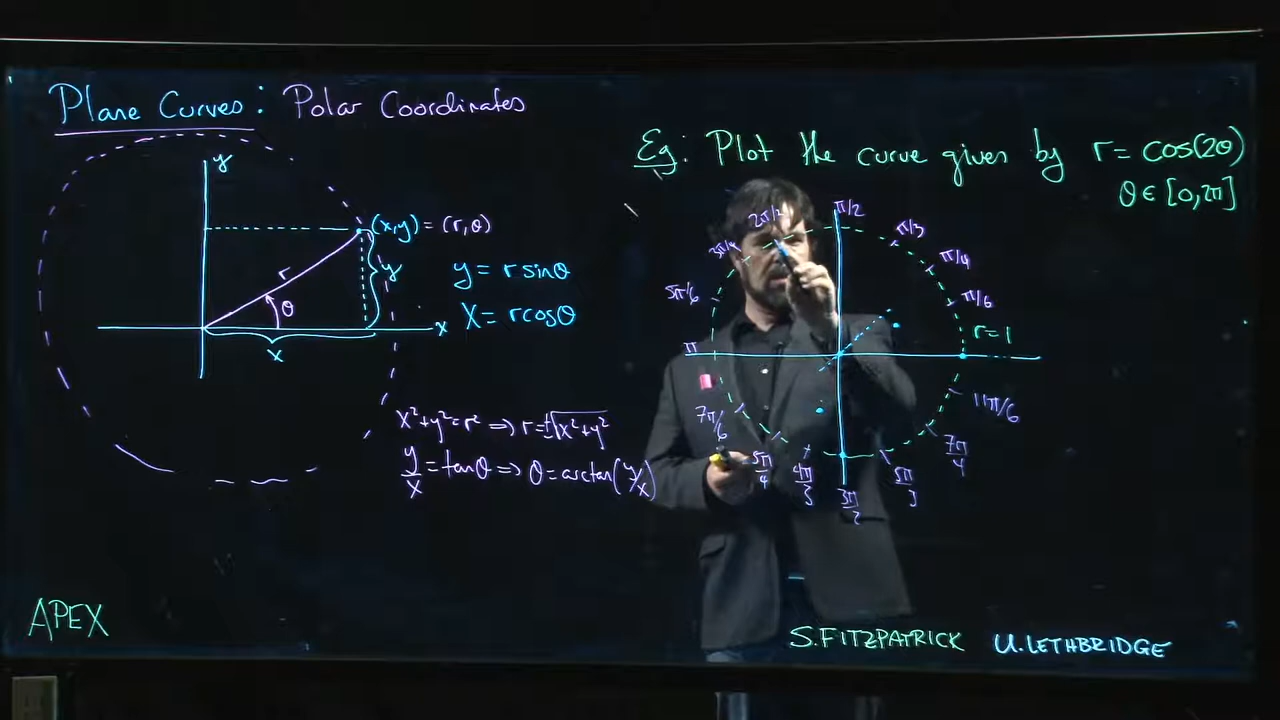 Plane Curves: Polar Coordinates
y
(x,y) = (r,θ)
r
θ
y
x
x
y = r sinθ
x = r cosθ
x²+y²=r² ⇒ r=±√x²+y²
y/x = tanθ ⇒ θ=arctan(y/x)
APEX
Eg: Plot the curve given by r = cos(2θ)
θ ∈ [0,2π]
π/2
π/3
π/4
π/6
r=1
11π/6
7π/4
5π/3
3π/2
4π/3
5π/4
7π/6
π
5π/6
3π/4
S.FITZPATRICK U.LETHBRIDGE